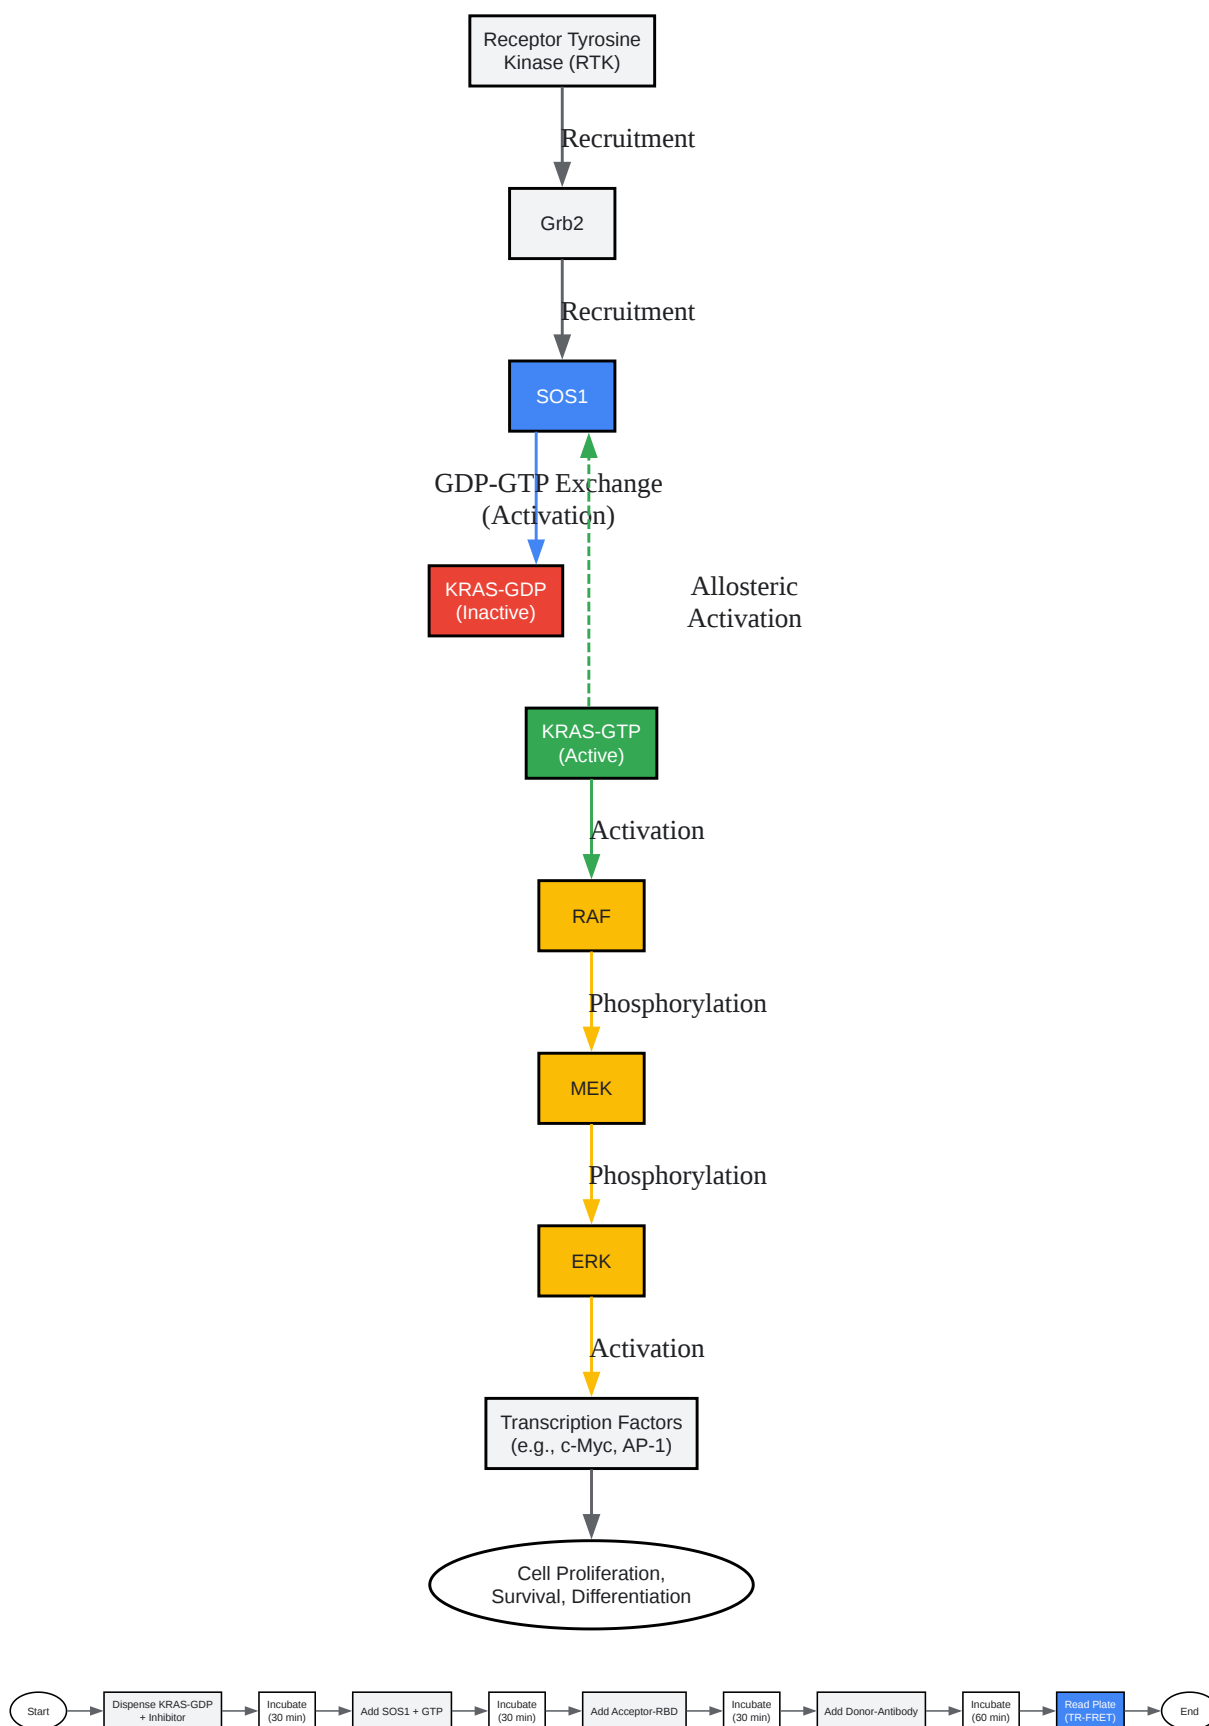 Receptor Tyrosine
Kinase (RTK)
Recruitment
Grb2
Recruitment
SOS1
GDP-GTP Exchange
(Activation)
KRAS-GDP
(Inactive)
Allosteric
Activation
KRAS-GTP
(Active)
Activation
RAF
Phosphorylation
MEK
Phosphorylation
ERK
Activation
Transcription Factors
(e.g., c-Myc, AP-1)
Cell Proliferation,
Survival, Differentiation
Start
Dispense KRAS-GDP
+ Inhibitor
Incubate
(30 min)
Add SOS1 + GTP
Incubate
(30 min)
Add Acceptor-RBD
Incubate
(30 min)
Add Donor-Antibody
Incubate
(60 min)
Read Plate
(TR-FRET)
End